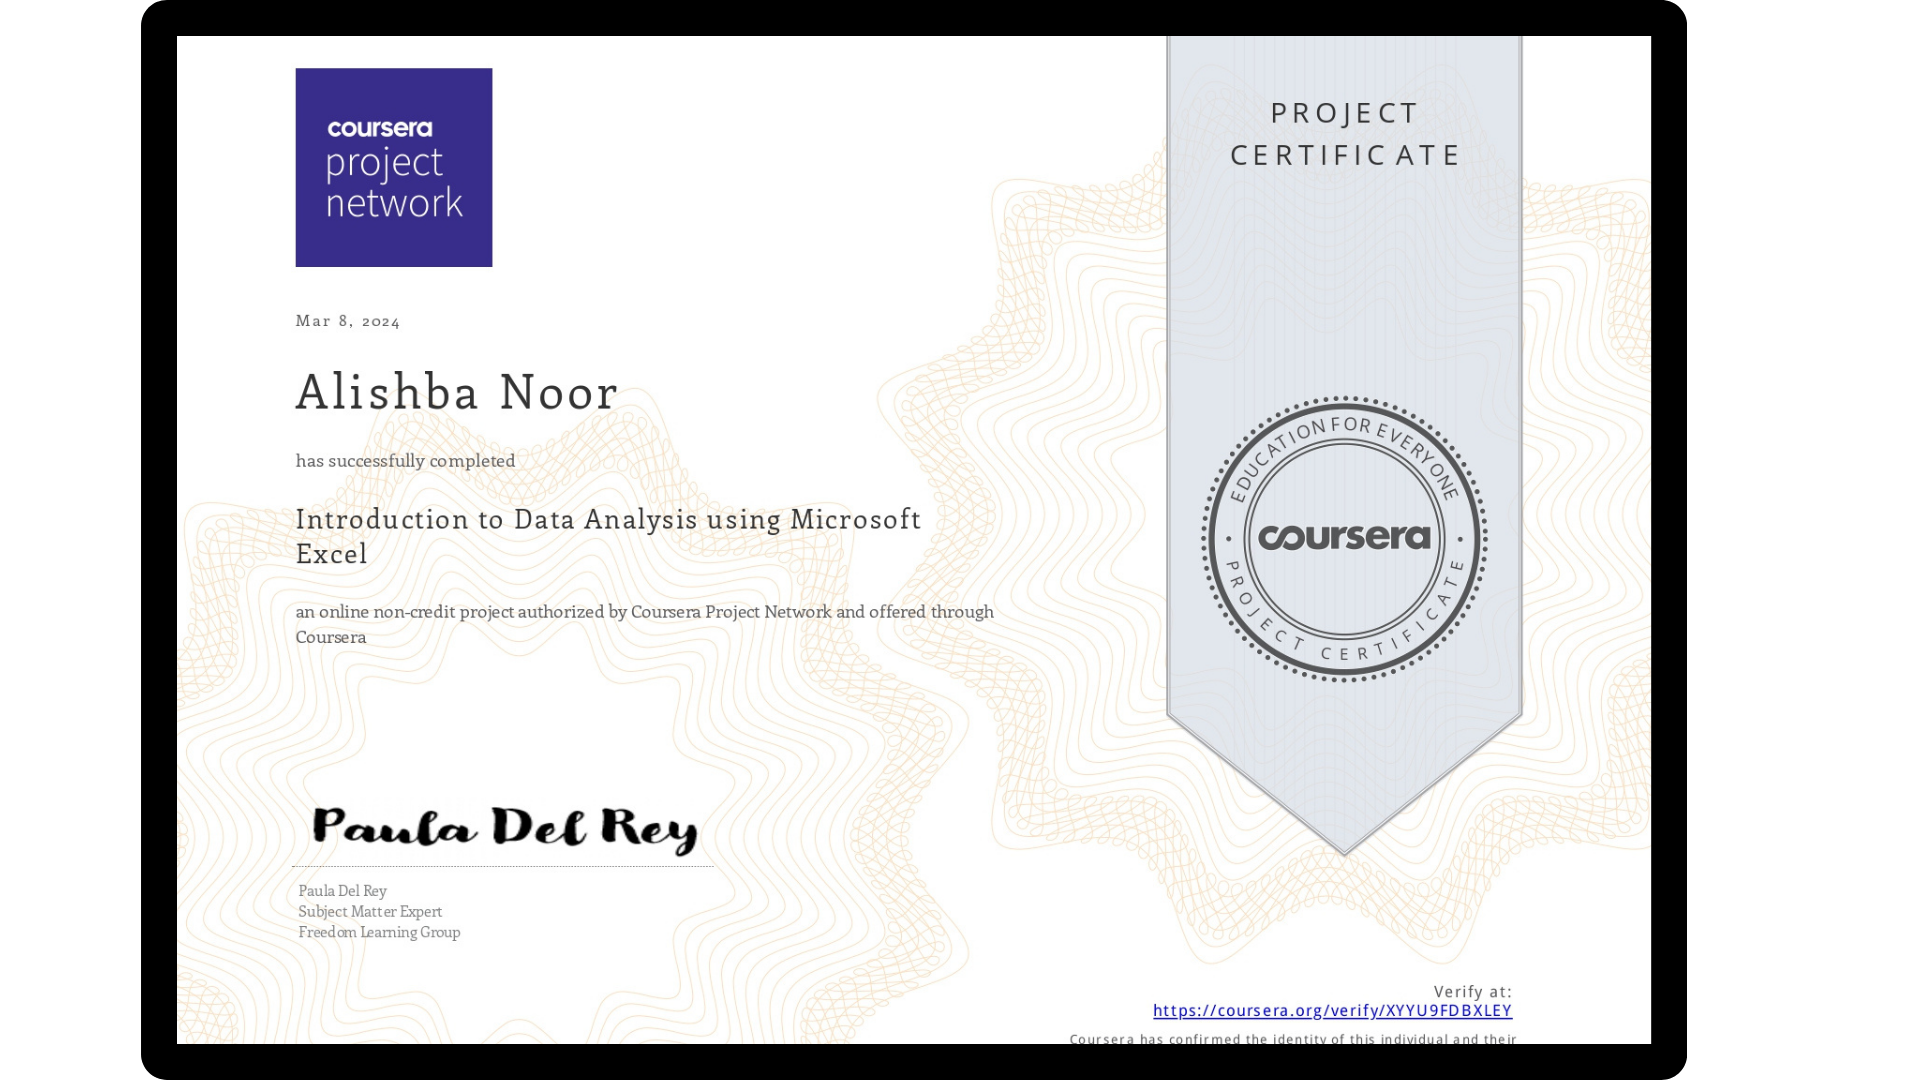 coursera
project
network
Mar 8, 2024
Alishba Noor
has successfully completed
Introduction to Data Analysis using Microsoft
Excel
an online non-credit project authorized by Coursera Project Network and offered through
Coursera
Paula Del Rey
Paula Del Rey
Subject Matter Expert
Freedom Learning Group
PROJECT
CERTIFICATE
EDUCATION FOR EVERYONE
coursera
PROJECT CERTIFICATE
Verify at:
https://coursera.org/verify/XYYU9FDBXLEY
Coursera has confirmed the identity of this individual and their